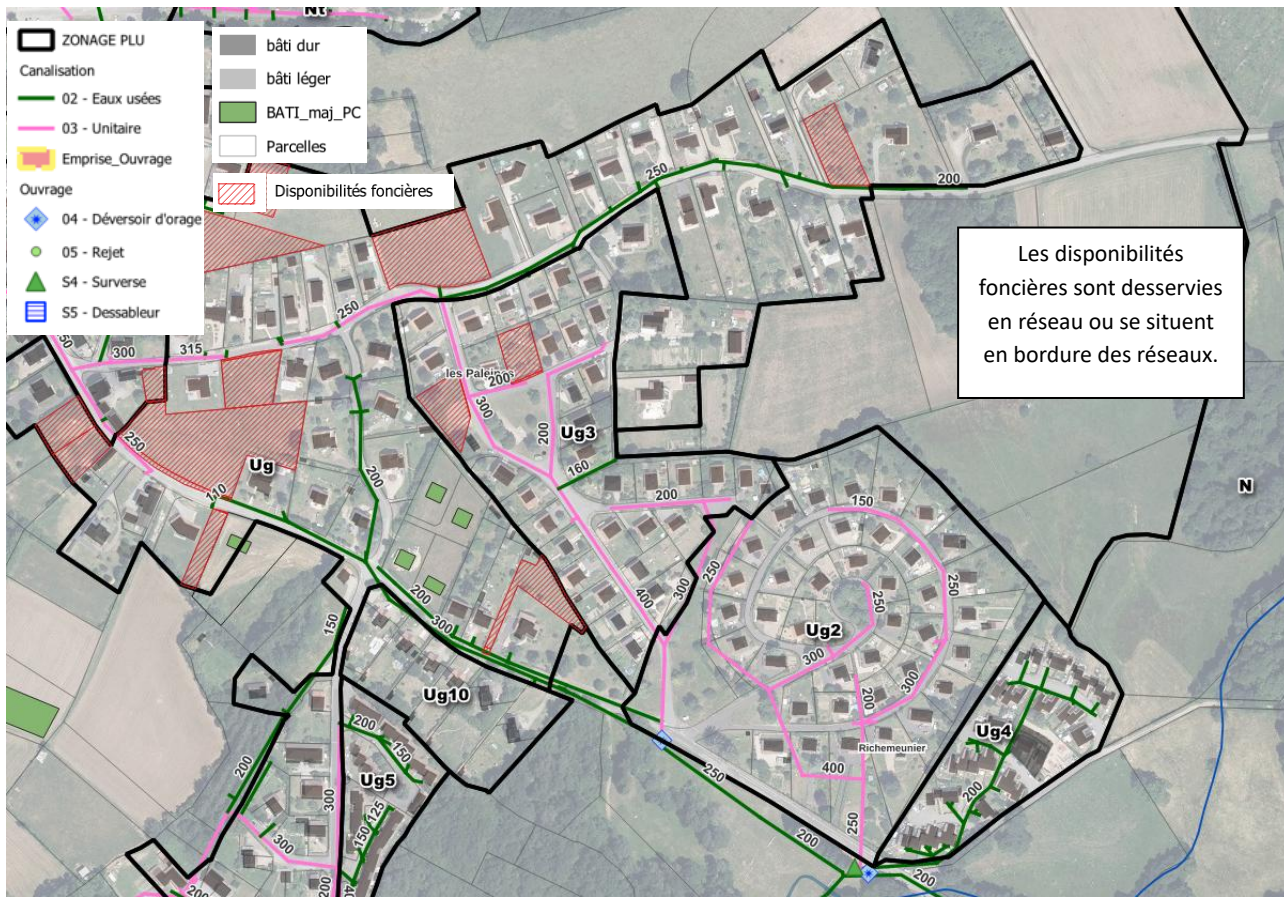 Nt
ZONAGE PLU
Canalisation
02 - Eaux usées
03 - Unitaire
Emprise_Ouvrage
Ouvrage
04 - Déversoir d'orage
05 - Rejet
S4 - Surverse
S5 - Dessableur
bâti dur
bâti léger
BATI_maj_PC
Parcelles
Disponibilités foncières
Les disponibilités
foncières sont desservies
en réseau ou se situent
en bordure des réseaux.
250
200
250
315
300
les Paleines
200
300
200
Ug3
160
200
250
110
Ug
200
N
150
250
250
250
300
400
Ug2
300
200
300
Richemeunier
400
250
200
300
150
Ug10
200
150
Ug5
125
150
300
200
300
200
200
250
200
200
Ug4
200